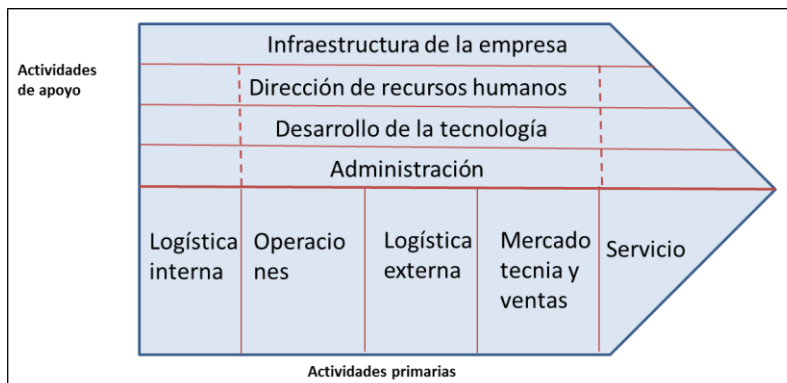 Infraestructura de la empresa
Actividades
de apoyo
Dirección de recursos humanos
Desarrollo de la tecnología
Administración
Logística
interna
Operacio
nes
Logística
externa
Mercado
tecnia y
ventas
Servicio
Actividades primarias